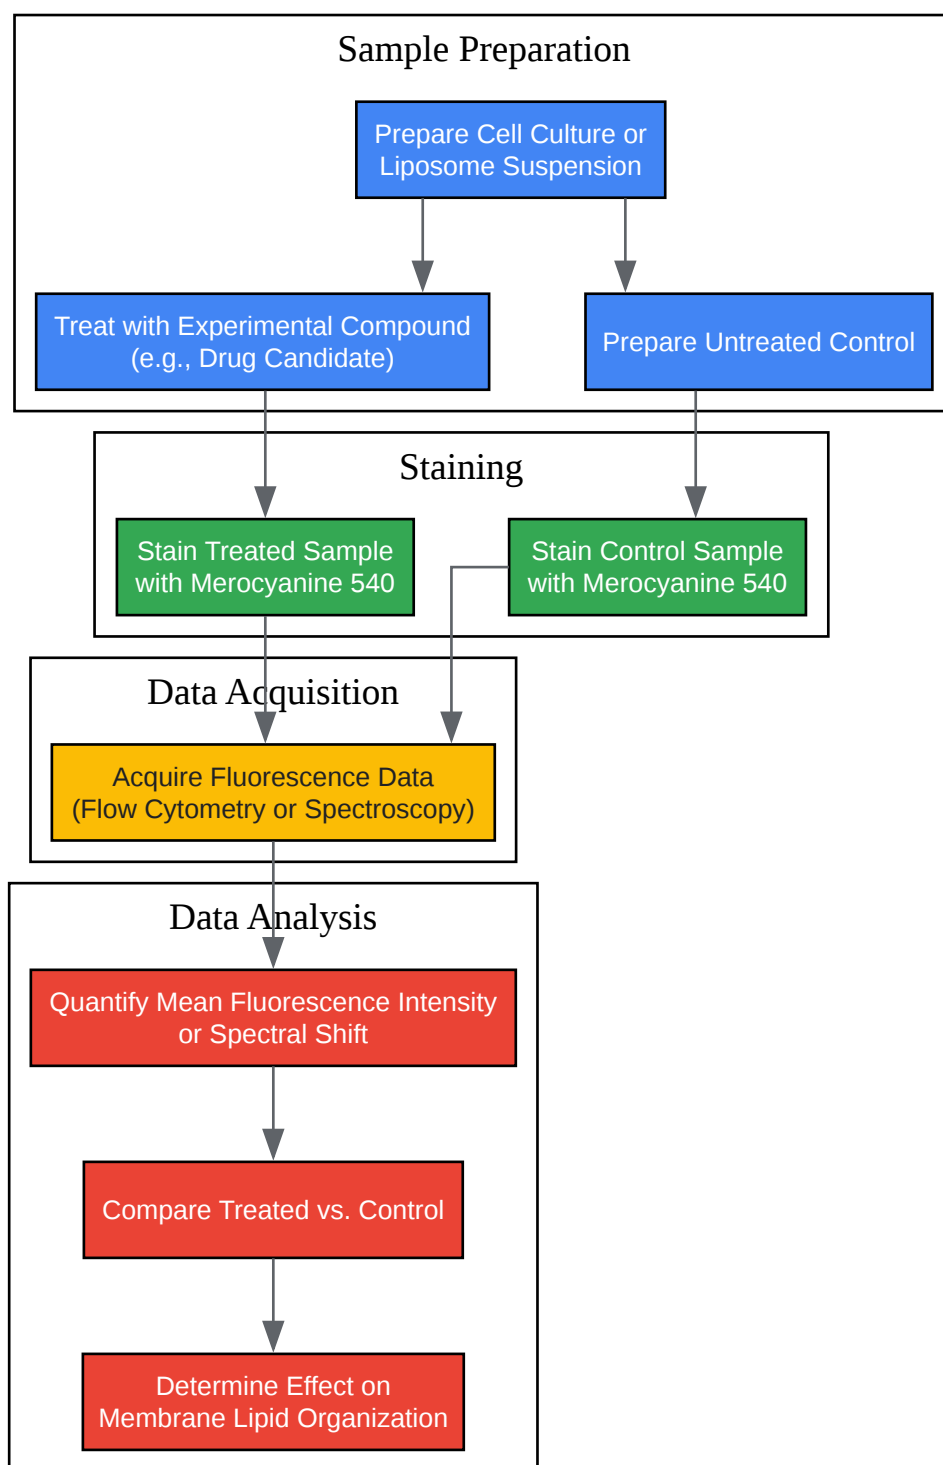 Sample Preparation
Prepare Cell Culture or
Liposome Suspension
Treat with Experimental Compound
(e.g., Drug Candidate)
Prepare Untreated Control
Staining
Stain Treated Sample
with Merocyanine 540
Stain Control Sample
with Merocyanine 540
Data Acquisition
Acquire Fluorescence Data
(Flow Cytometry or Spectroscopy)
Data Analysis
Quantify Mean Fluorescence Intensity
or Spectral Shift
Compare Treated vs. Control
Determine Effect on
Membrane Lipid Organization